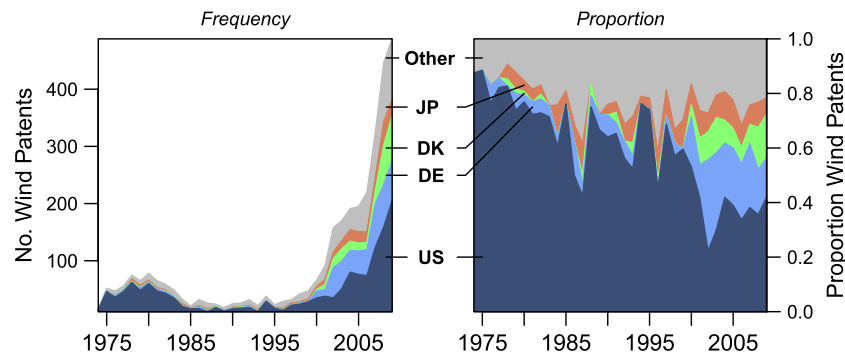 Frequency
Proportion
No. Wind Patents
400
300
200
100
1975
1985
1995
2005
Other
JP
DK
DE
US
1975
1985
1995
2005
1.0
0.8
0.6
0.4
0.2
0.0
Proportion Wind Patents